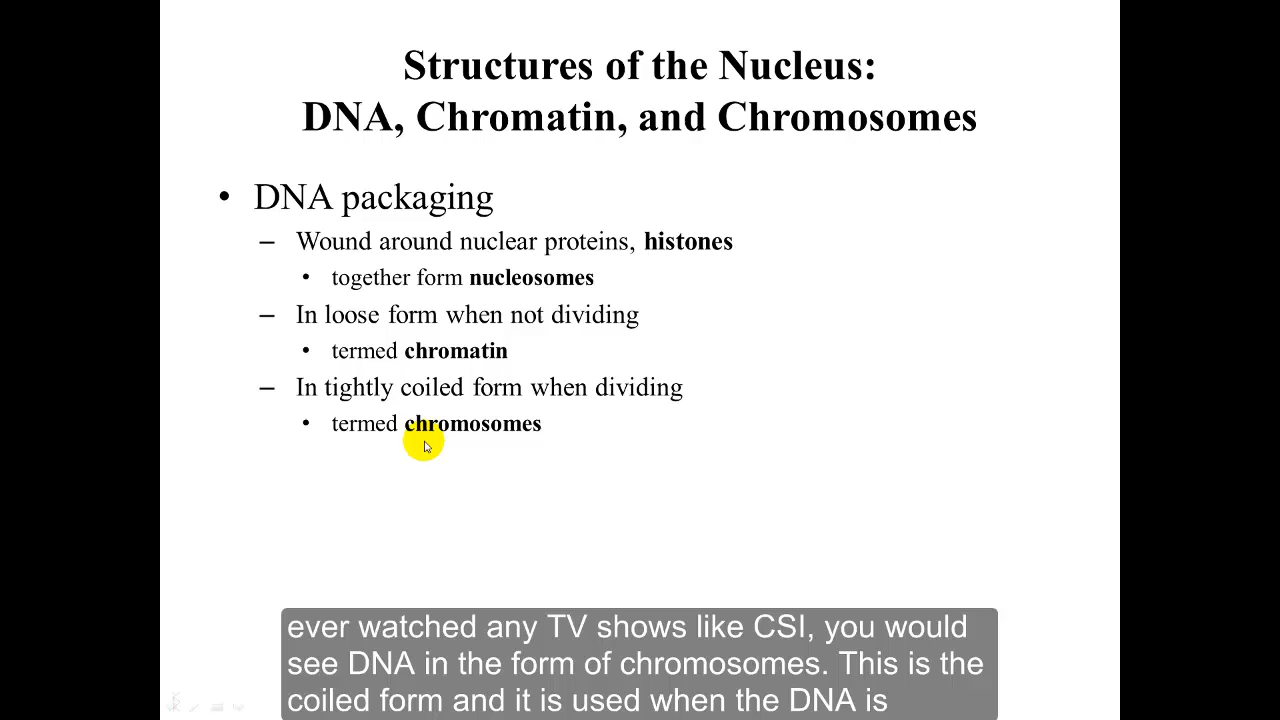 Structures of the Nucleus:
DNA, Chromatin, and Chromosomes
• DNA packaging
– Wound around nuclear proteins, histones
• together form nucleosomes
– In loose form when not dividing
• termed chromatin
– In tightly coiled form when dividing
• termed chromosomes
ever watched any TV shows like CSI, you would
see DNA in the form of chromosomes. This is the
coiled form and it is used when the DNA is